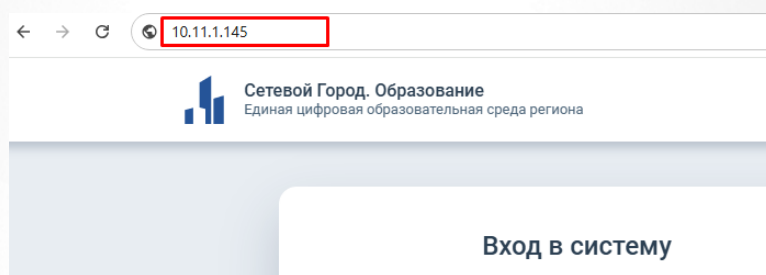 10.11.1.145
Сетевой Город. Образование
Единая цифровая образовательная среда региона
Вход в систему